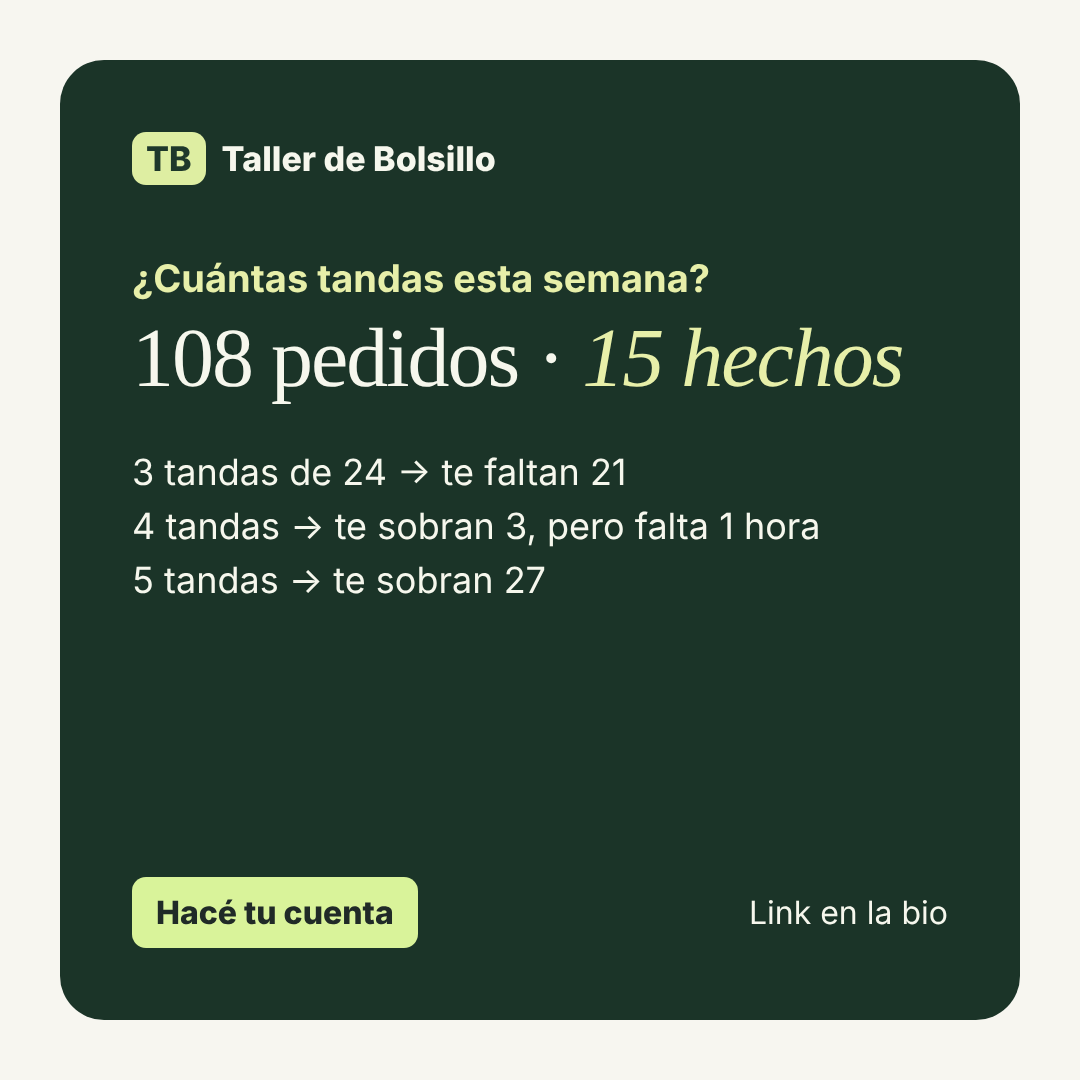 TB Taller de Bolsillo
¿Cuántas tandas esta semana?
108 pedidos · 15 hechos
3 tandas de 24 → te faltan 21
4 tandas → te sobran 3, pero falta 1 hora
5 tandas → te sobran 27
Hacé tu cuenta
Link en la bio